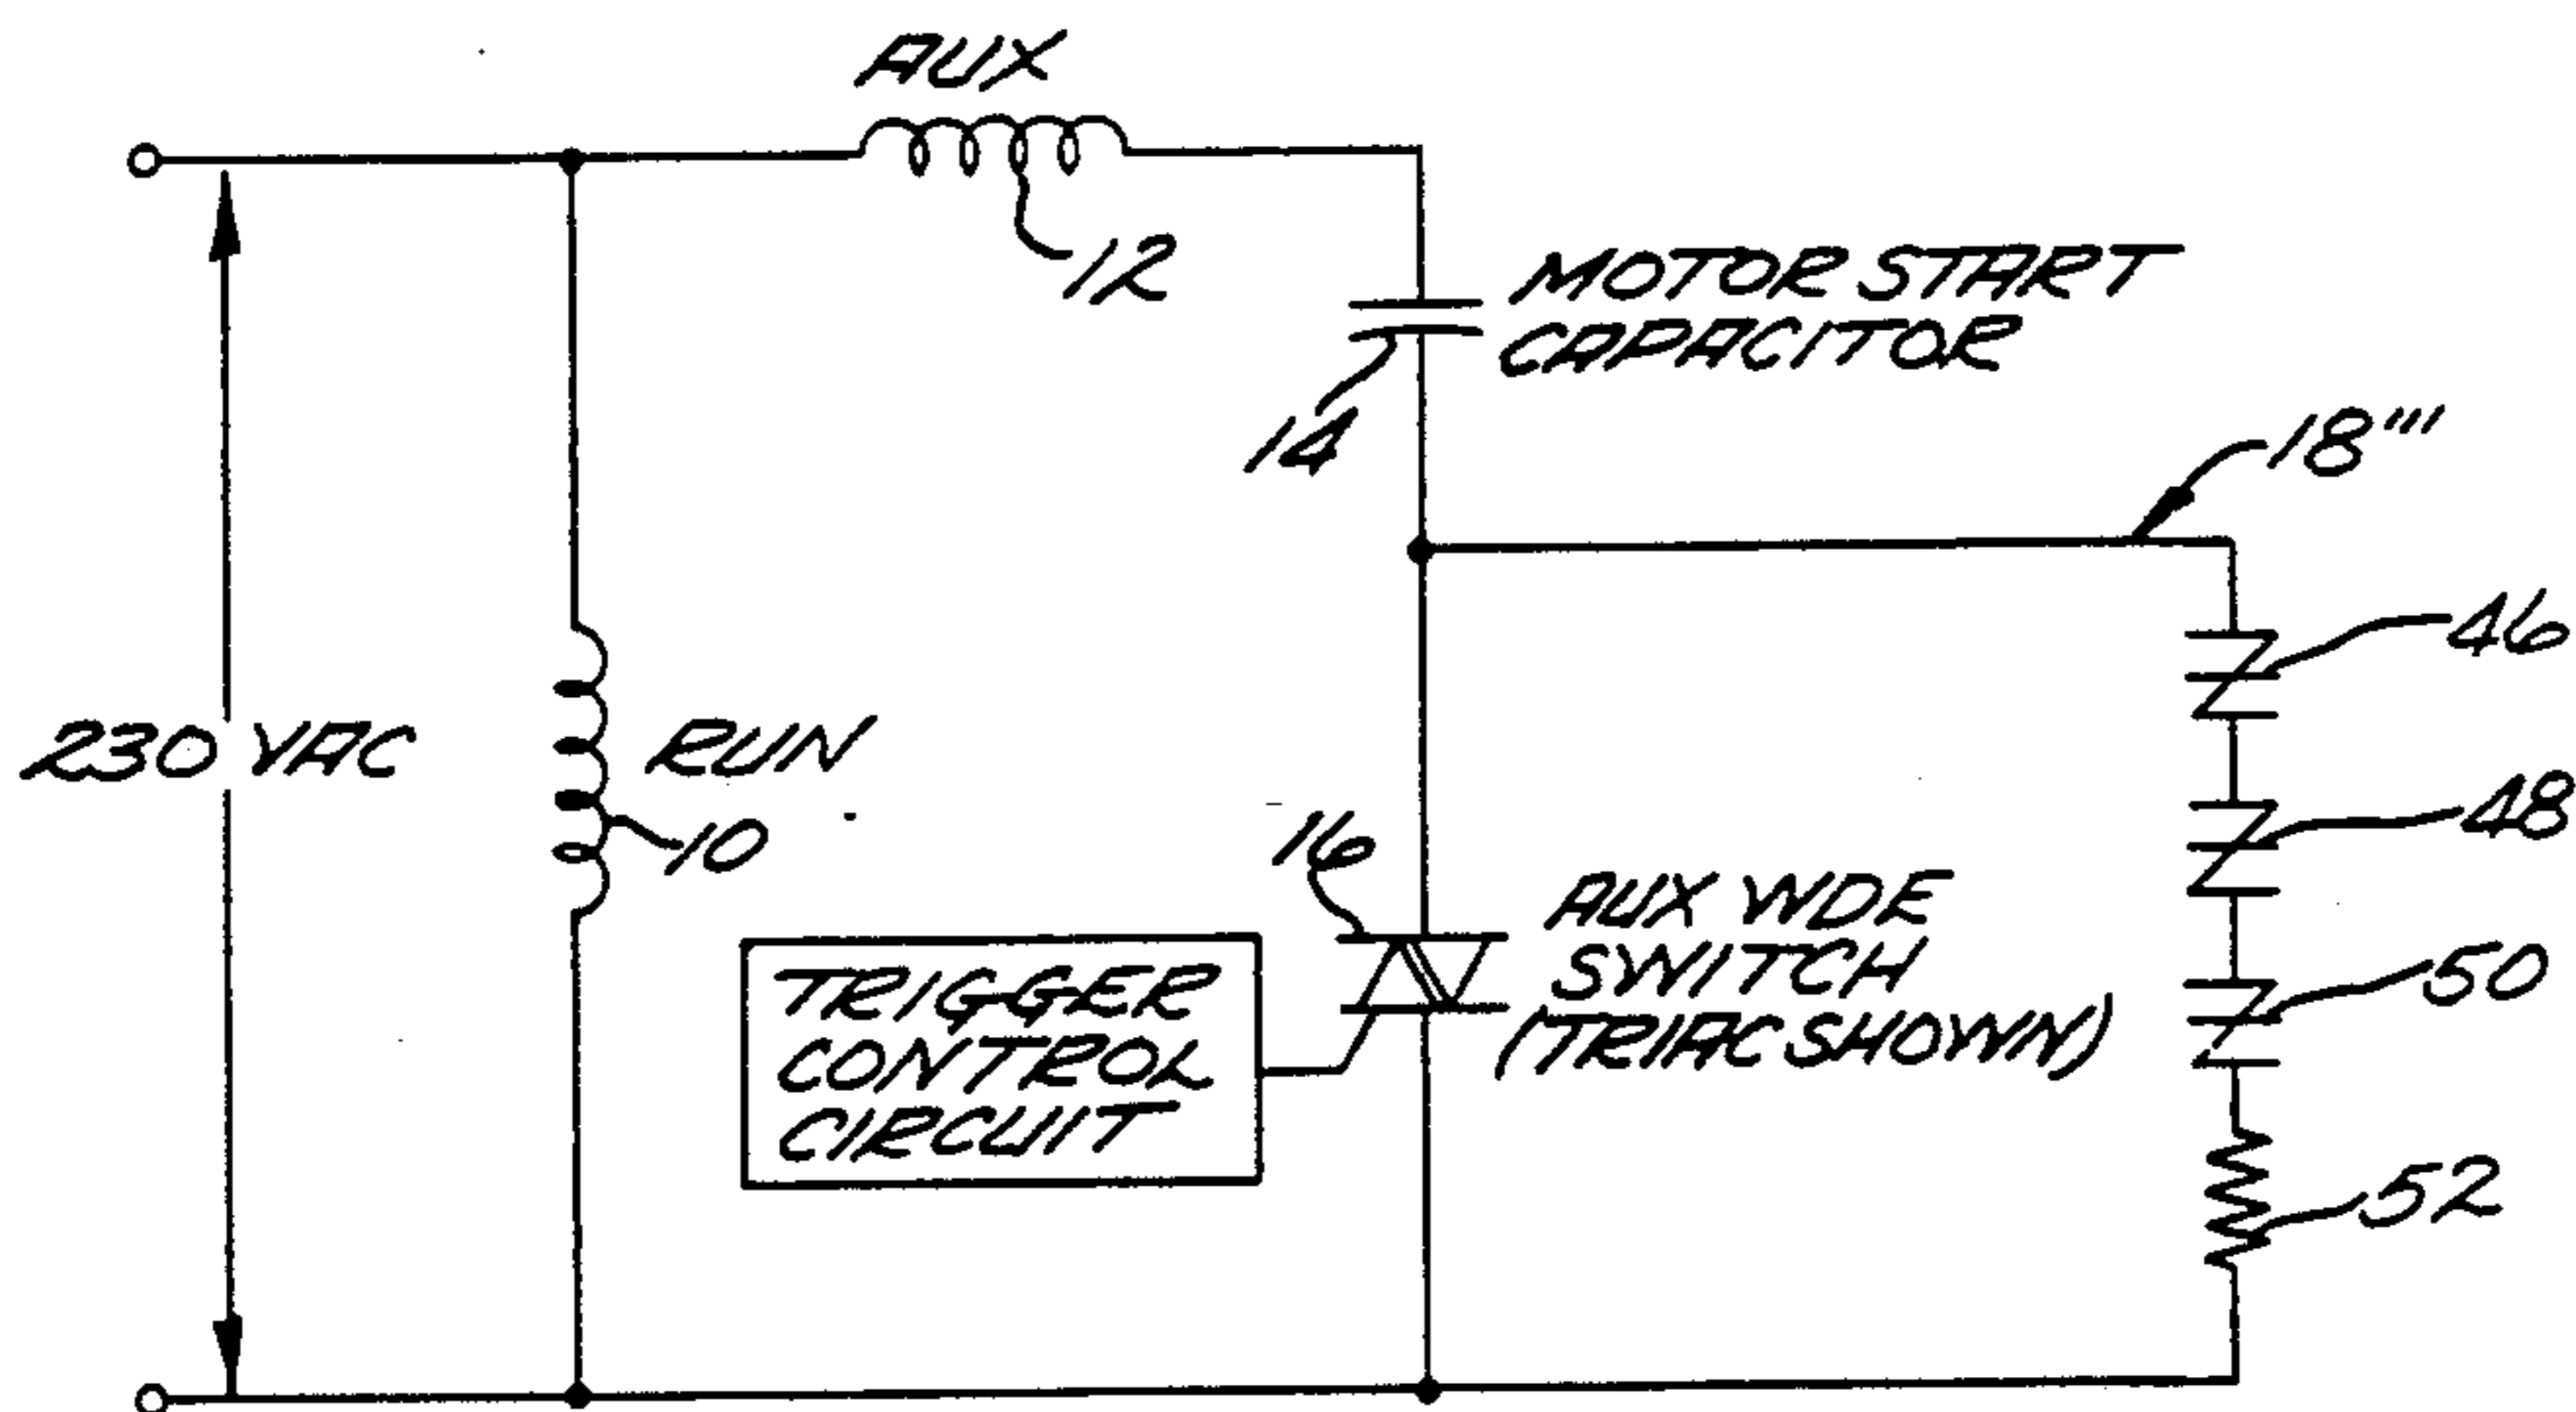 AUX
12
MOTOR START
CAPACITOR
14
18'''
46
230 VAC
RUN
10
48
16
AUX WDE
SWITCH
(TRIAC SHOWN)
50
TRIGGER
CONTROL
CIRCUIT
52